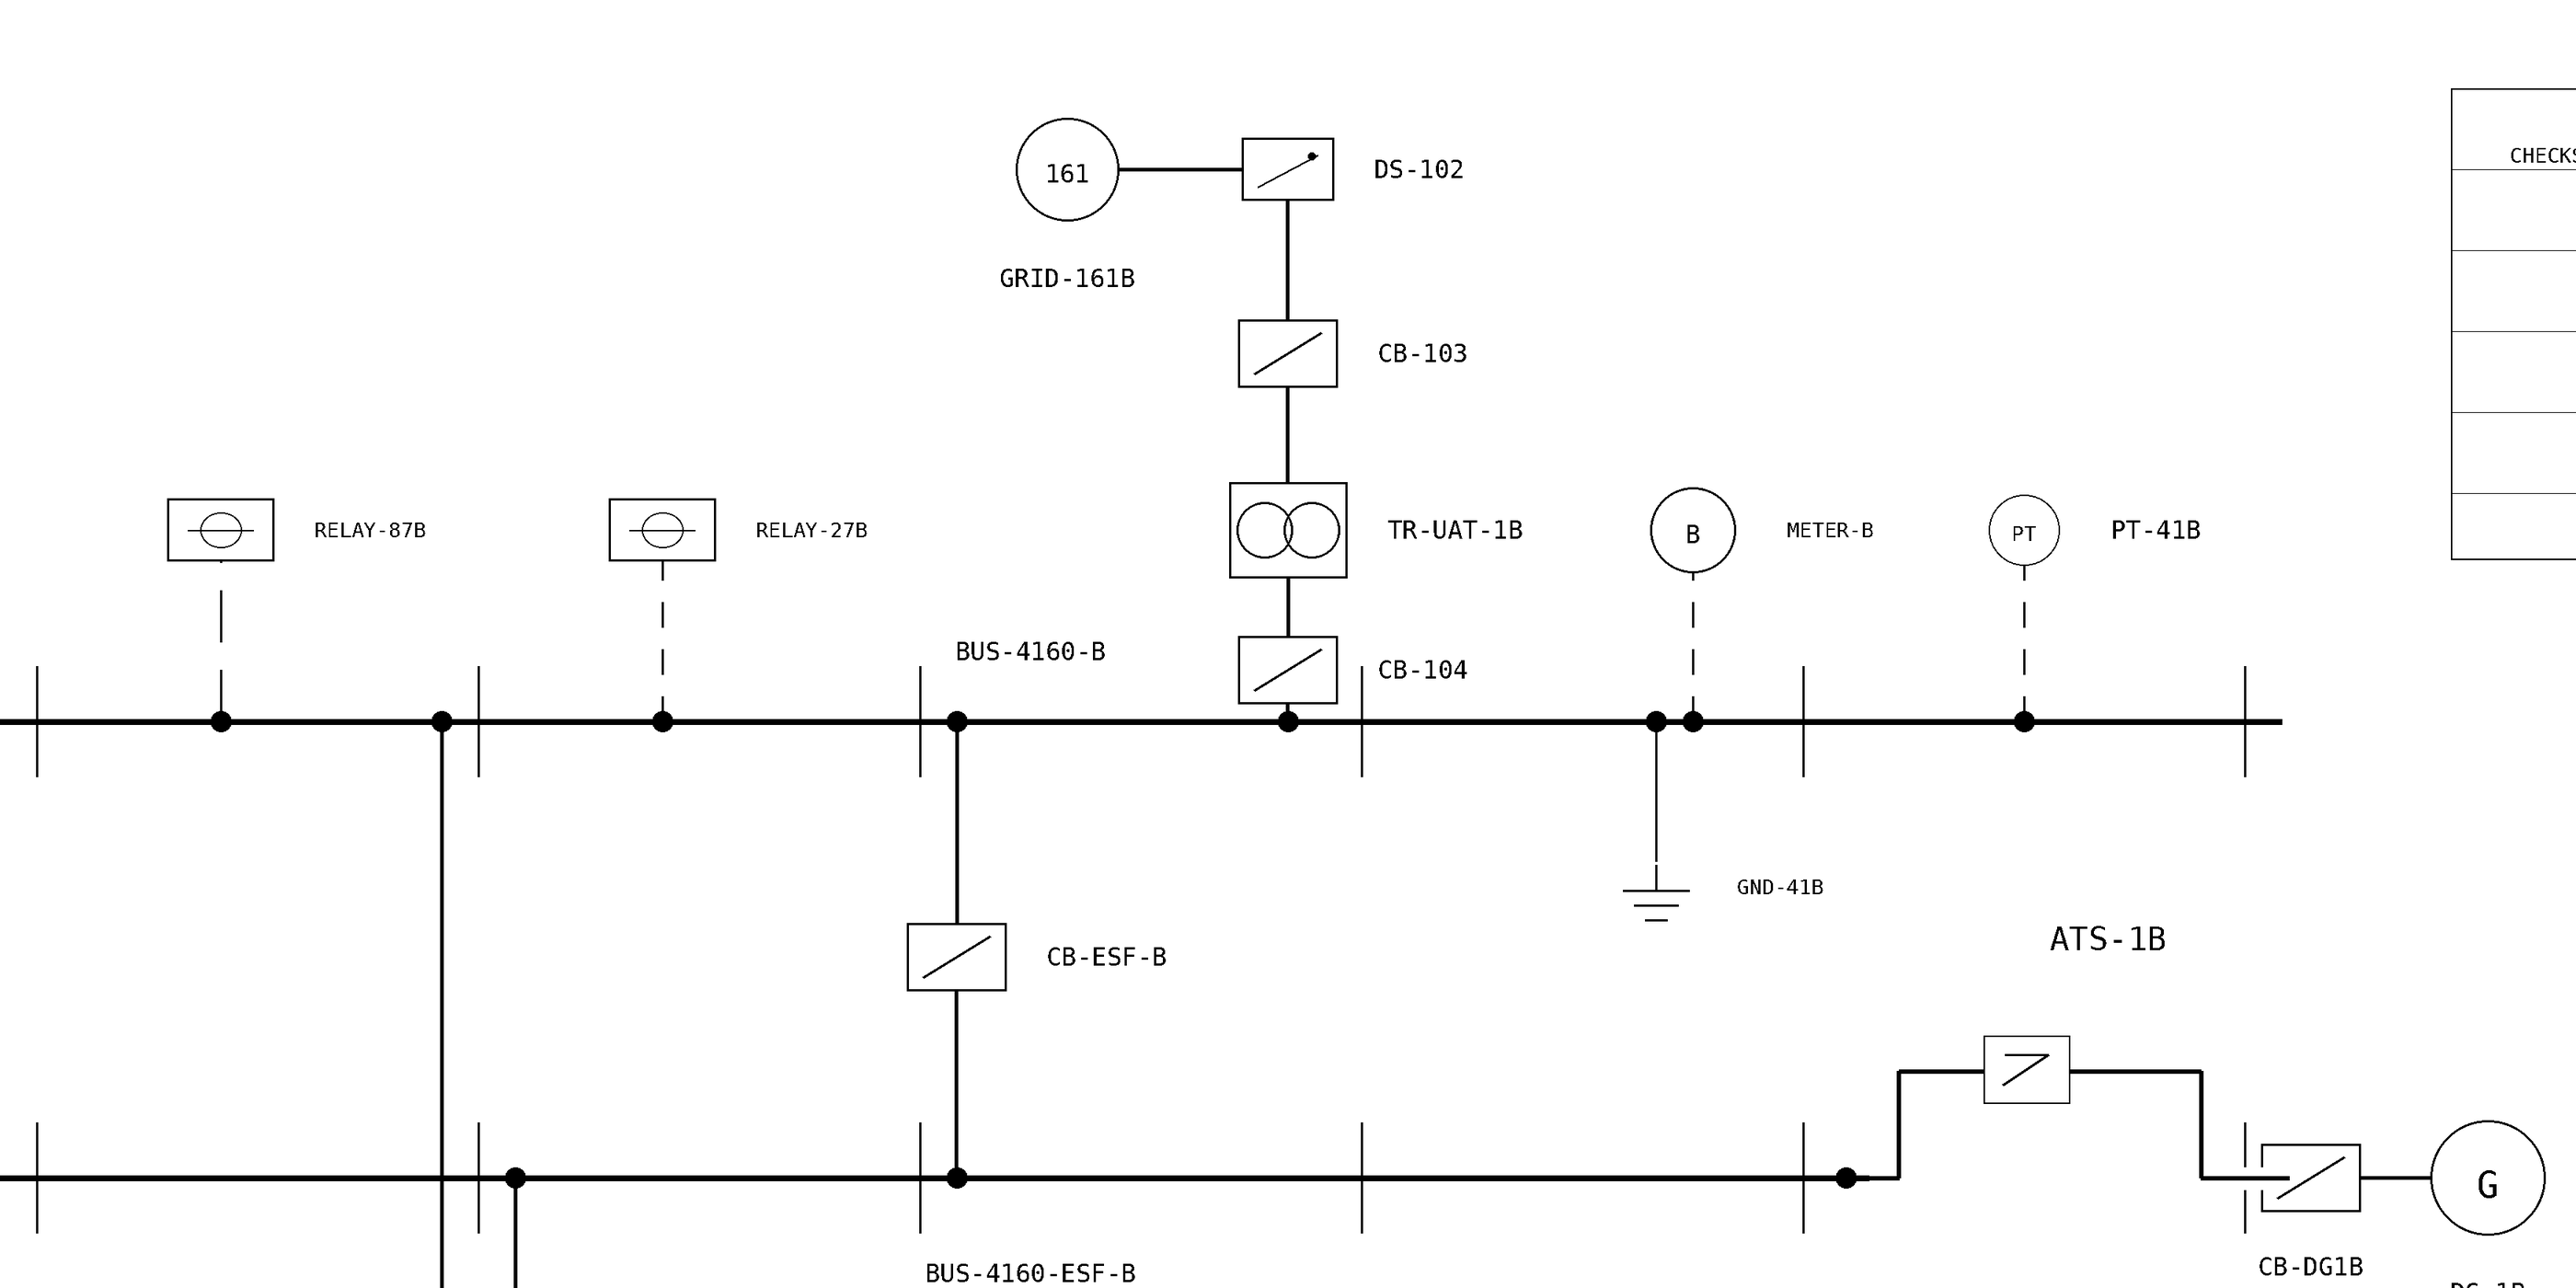 CHECKS
161
DS-102
GRID-161B
CB-103
RELAY-87B
RELAY-27B
TR-UAT-1B
B
METER-B
PT
PT-41B
BUS-4160-B
CB-104
GND-41B
ATS-1B
CB-ESF-B
G
CB-DG1B
BUS-4160-ESF-B